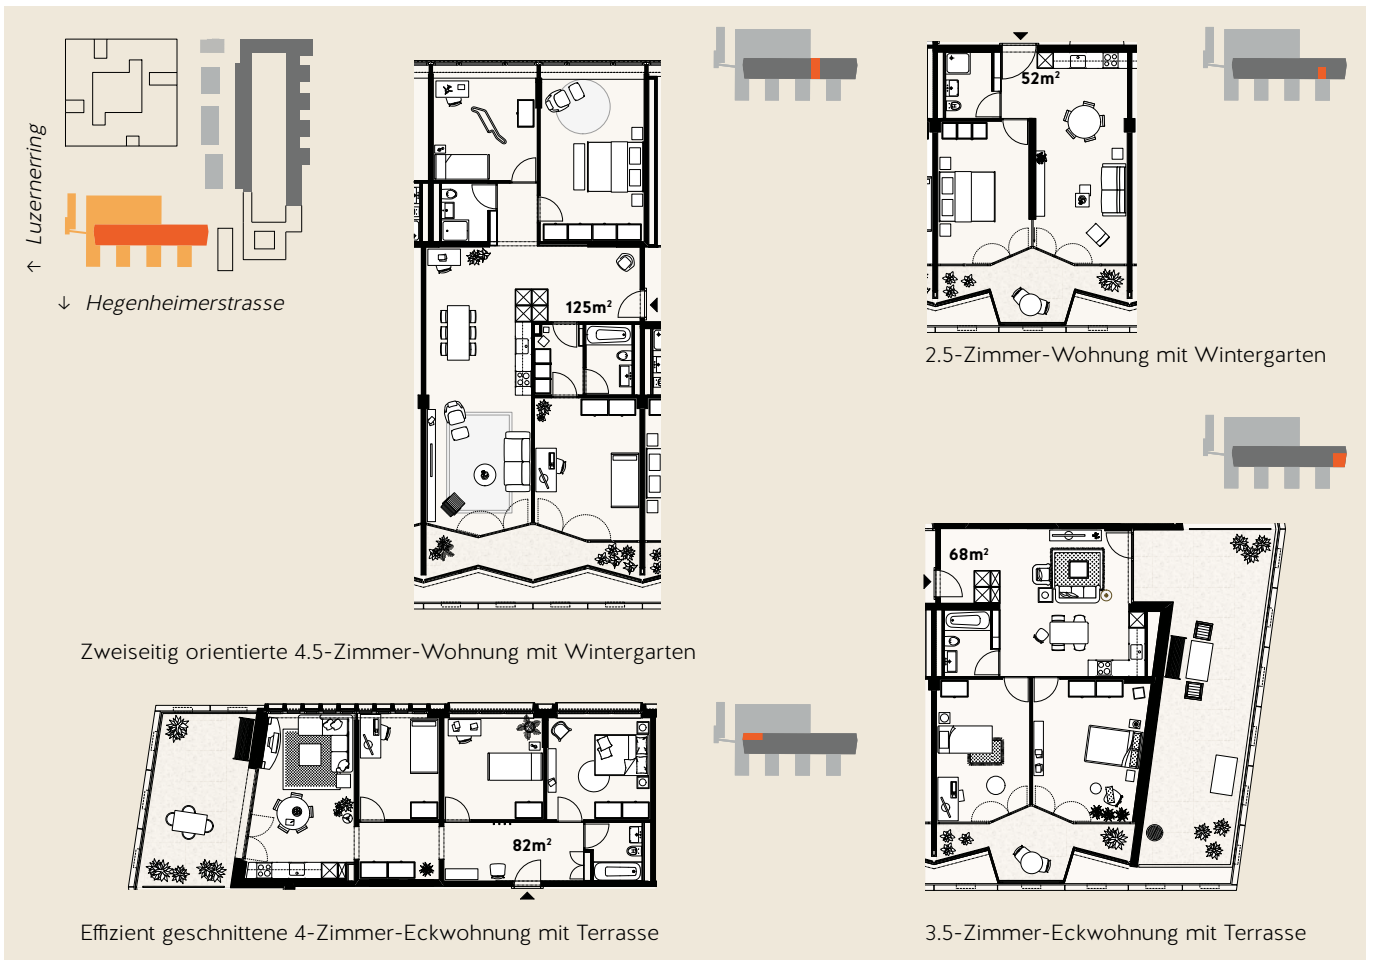 ↑ Luzernerring
↓ Hegenheimerstrasse
125m²
Zweiseitig orientierte 4.5-Zimmer-Wohnung mit Wintergarten
52m²
2.5-Zimmer-Wohnung mit Wintergarten
82m²
Effizient geschnittene 4-Zimmer-Eckwohnung mit Terrasse
68m²
3.5-Zimmer-Eckwohnung mit Terrasse